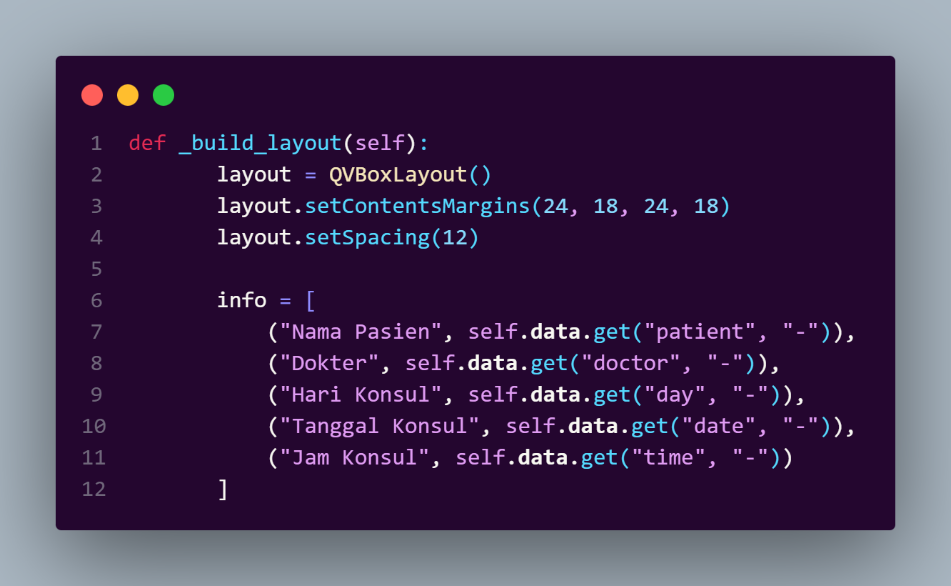 1 def _build_layout(self):
2         layout = QVBoxLayout()
3         layout.setContentsMargins(24, 18, 24, 18)
4         layout.setSpacing(12)
5
6         info = [
7             ("Nama Pasien", self.data.get("patient", "-")),
8             ("Dokter", self.data.get("doctor", "-")),
9             ("Hari Konsul", self.data.get("day", "-")),
10             ("Tanggal Konsul", self.data.get("date", "-")),
11             ("Jam Konsul", self.data.get("time", "-"))
12         ]